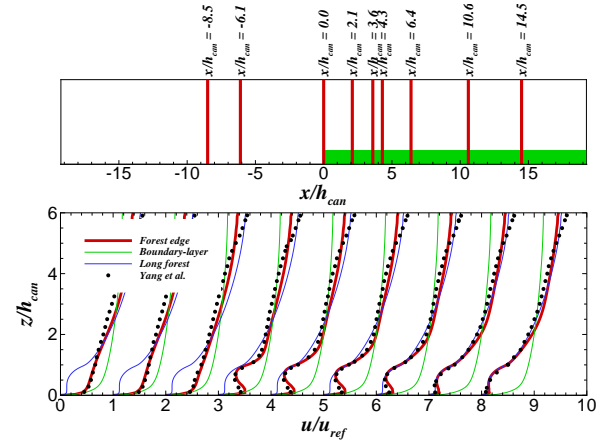 x/h_can = -8.5
x/h_can = -6.1
x/h_can = 0.0
x/h_can = 2.1
x/h_can = 3.6
x/h_can = 4.3
x/h_can = 6.4
x/h_can = 10.6
x/h_can = 14.5
-15 -10 -5 0 5 10 15
x/h_can
6
4
2
0
z/h_can
Forest edge
Boundary-layer
Long forest
Yang et al.
0 1 2 3 4 5 6 7 8 9 10
u/u_ref